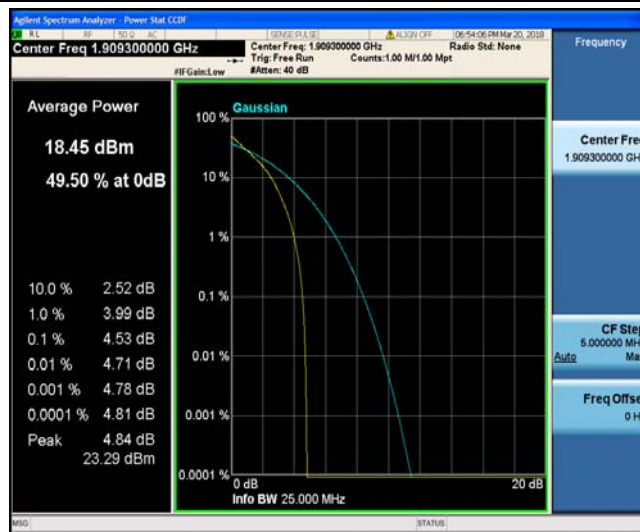 Agilent Spectrum Analyzer - Power Stat CCDF
RL RF 50 Ω AC SENSE:PULSE ALIGN OFF 06:54:06 PM Mar 20, 2018
Center Freq 1.909300000 GHz
Center Freq: 1.909300000 GHz Radio Std: None
Trig: Free Run Counts:1.00 M/1.00 Mpt
#IFGain:Low #Atten: 40 dB
Frequency
Average Power
18.45 dBm
49.50 % at 0dB
10.0 % 2.52 dB
1.0 % 3.99 dB
0.1 % 4.53 dB
0.01 % 4.71 dB
0.001 % 4.78 dB
0.0001 % 4.81 dB
Peak 4.84 dB
23.29 dBm
Gaussian
100 %
10 %
1 %
0.1 %
0.01 %
0.001 %
0.0001 %
0 dB 20 dB
Info BW 25.000 MHz
Center Fre
1.909300000 GH
CF Ste
5.000000 MH
Auto Ma
Freq Offse
0 H
MSG STATUS